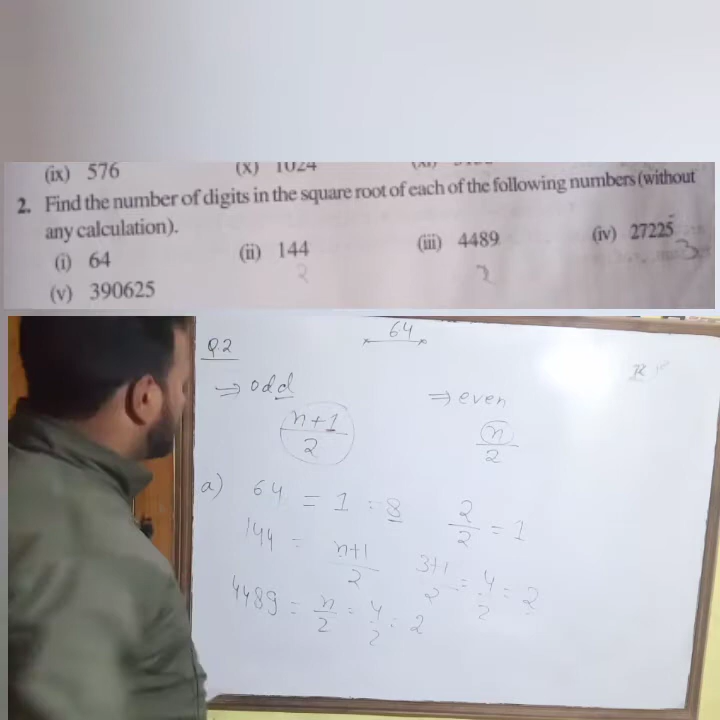 (ix) 576 (x) 1024
2. Find the number of digits in the square root of each of the following numbers (without
any calculation).
(i) 64 (ii) 144 (iii) 4489 (iv) 27225
2 2 3
(v) 390625
Q2 64
⇒ odd ⇒ even
n+1/2 n/2
a) 64 = 1 = 8 2/2 = 1
144 = n+1/2 3+1/2 = 4/2 = 2
4489 = n/2 = 4/2 = 2